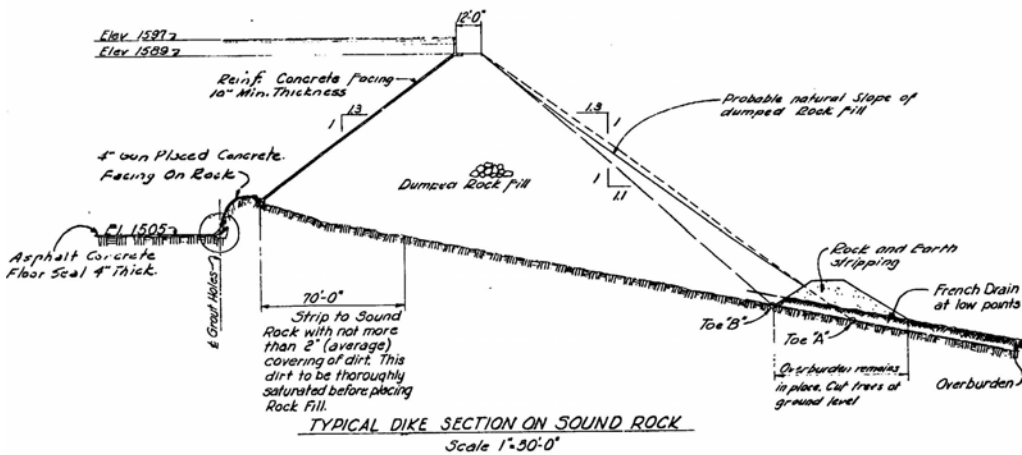 12'-0"
Elev 1597
Elev 1589
Reinf. Concrete Facing
10" Min. Thickness
1.3
1
1.3
1
Probable natural Slope of
dumped Rock fill
4" Gun Placed Concrete
Facing On Rock
Dumped Rock Fill
1
1.1
El. 1505
Asphalt Concrete
Floor Seal 4" Thick.
℄ Grout Holes
70'-0"
Strip to Sound
Rock with not more
than 2" (average)
covering of dirt. This
dirt to be thoroughly
saturated before placing
Rock Fill.
Rock and Earth
stripping
French Drain
at low points
Toe "B"
Toe "A"
Overburden remains
in place. Cut trees at
ground level
Overburden
TYPICAL DIKE SECTION ON SOUND ROCK
Scale 1"=50'-0"